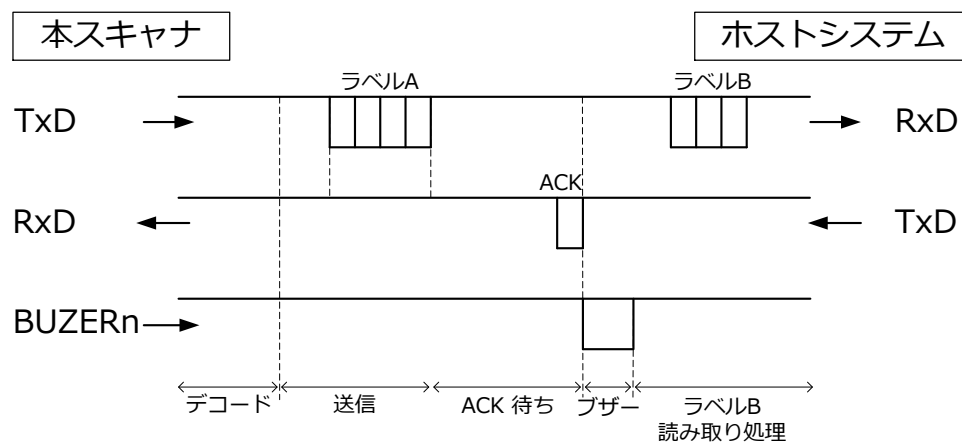 本スキャナ
ホストシステム
ラベルA
ラベルB
TxD
RxD
ACK
RxD
TxD
BUZERn
デコード
送信
ACK 待ち
ブザー
ラベルB
読み取り処理